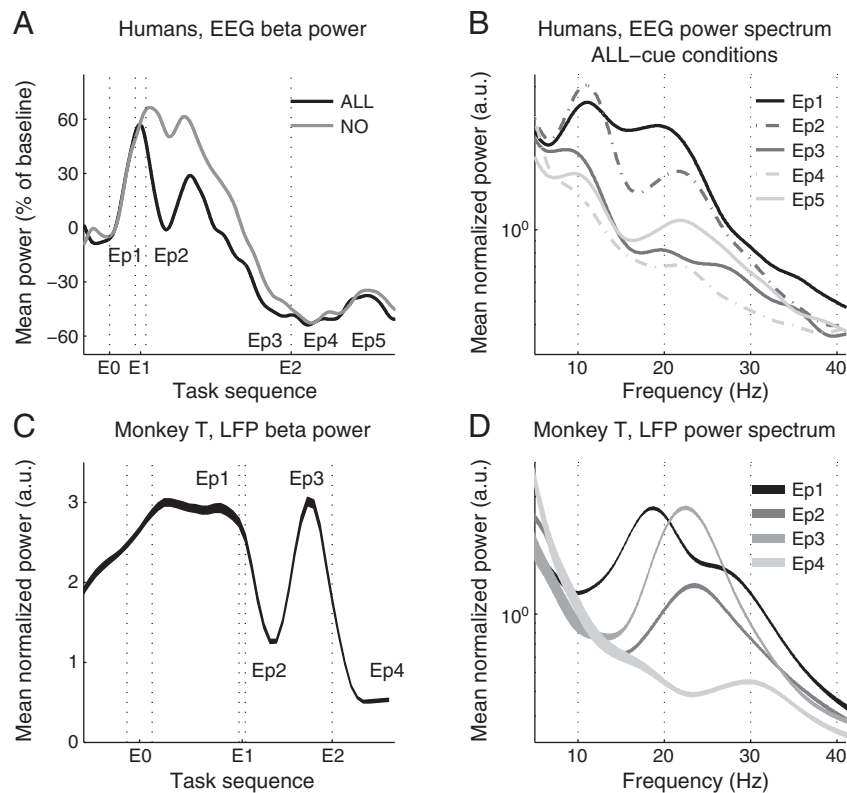 A
Humans, EEG beta power
Mean power (% of baseline)
60
30
0
−30
−60
ALL
NO
Ep1
Ep2
Ep3
Ep4
Ep5
E0
E1
E2
Task sequence
B
Humans, EEG power spectrum
ALL−cue conditions
Mean normalized power (a.u.)
10⁰
Ep1
Ep2
Ep3
Ep4
Ep5
10
20
30
40
Frequency (Hz)
C
Monkey T, LFP beta power
Mean normalized power (a.u.)
3
2
1
0
Ep1
Ep3
Ep2
Ep4
E0
E1
E2
Task sequence
D
Monkey T, LFP power spectrum
Mean normalized power (a.u.)
10⁰
Ep1
Ep2
Ep3
Ep4
10
20
30
40
Frequency (Hz)